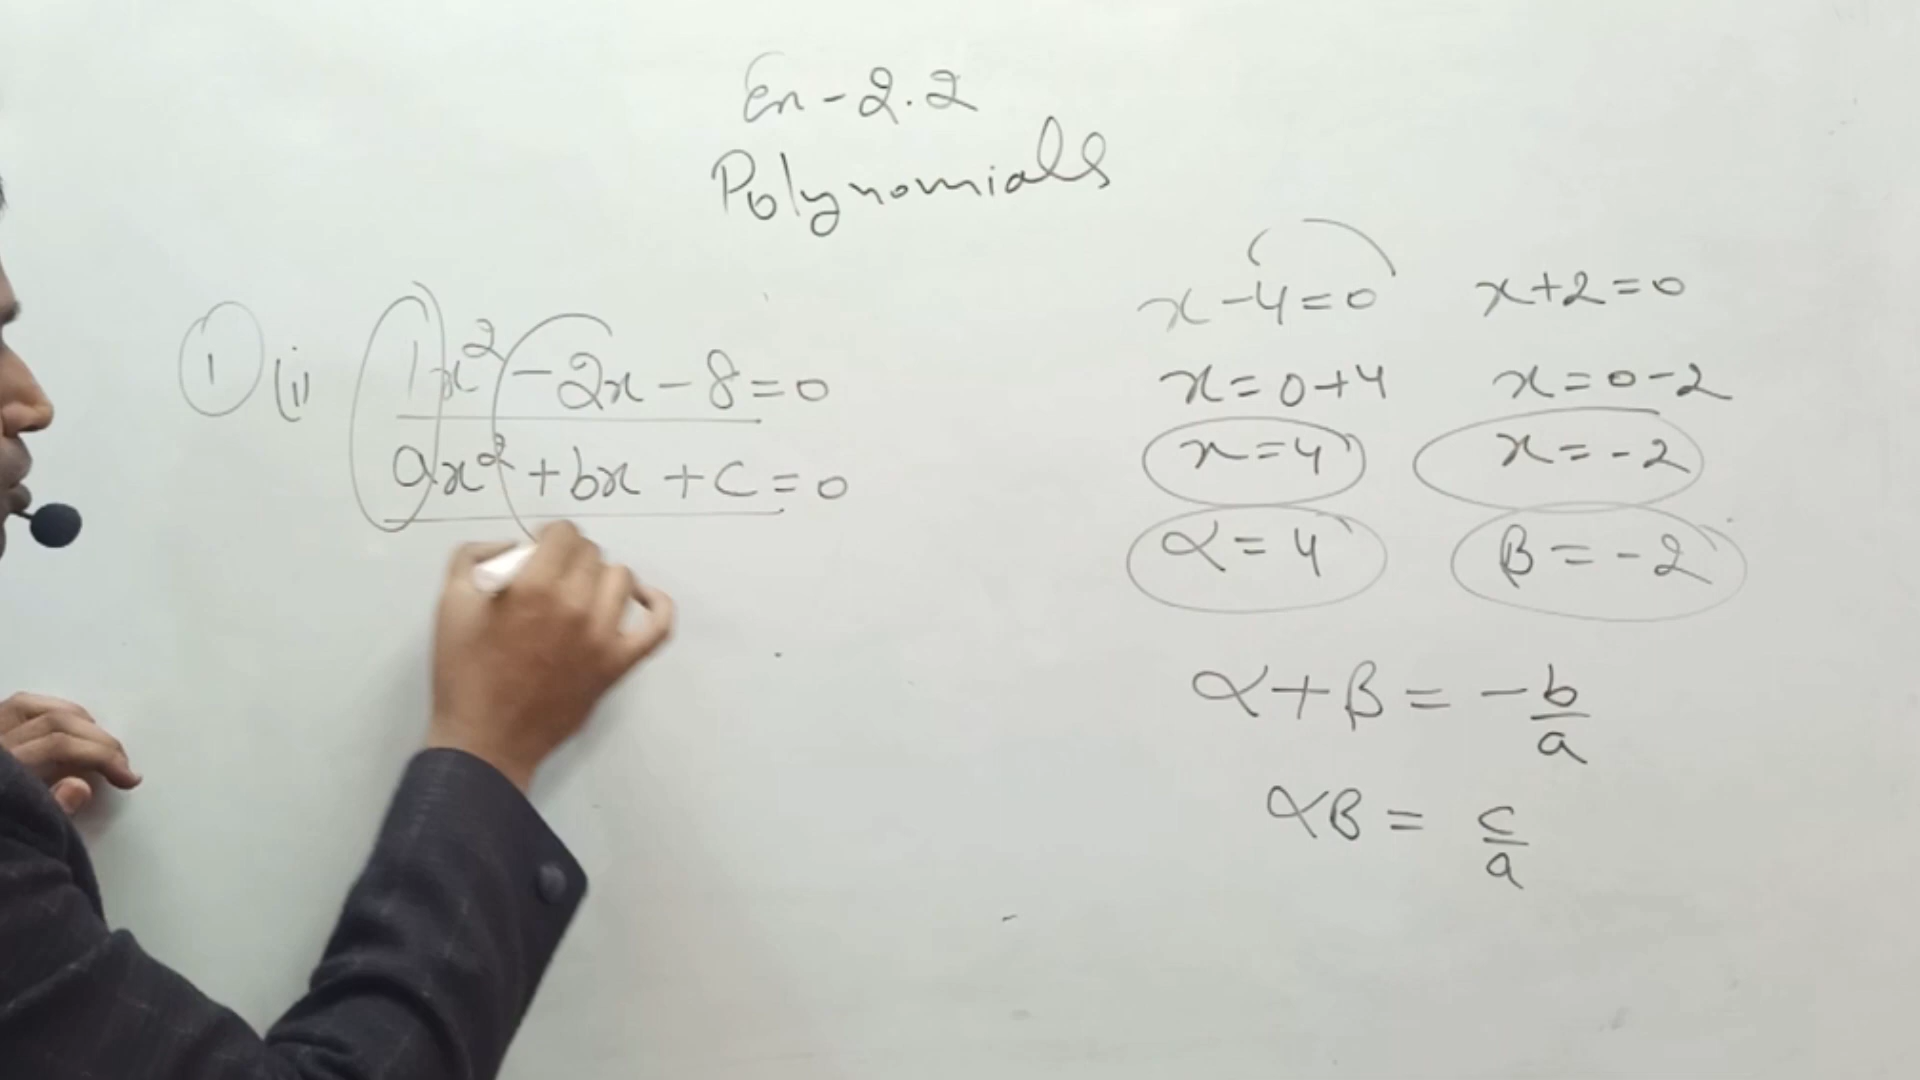 Ex-2.2
Polynomials
1 (i) 1x² - 2x - 8 = 0
ax² + bx + c = 0
x - 4 = 0 x + 2 = 0
x = 0 + 4 x = 0 - 2
x = 4 x = -2
α = 4 β = -2
α + β = -b/a
αβ = c/a